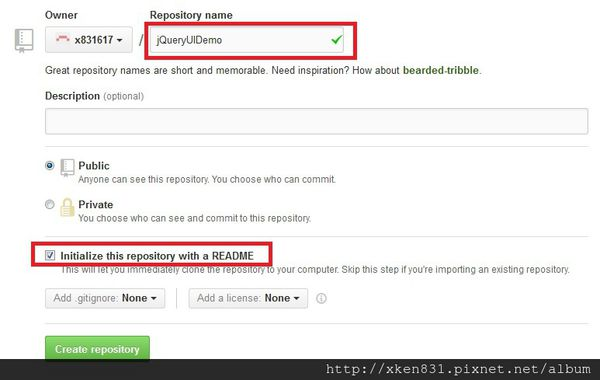 Owner Repository name
x831617 / jQueryUIDemo
Great repository names are short and memorable. Need inspiration? How about bearded-tribble.
Description (optional)
Public
Anyone can see this repository. You choose who can commit.
Private
You choose who can see and commit to this repository.
Initialize this repository with a README
This will let you immediately clone the repository to your computer. Skip this step if you're importing an existing repository.
Add .gitignore: None Add a license: None
Create repository
http://xken831.pixnet.net/album